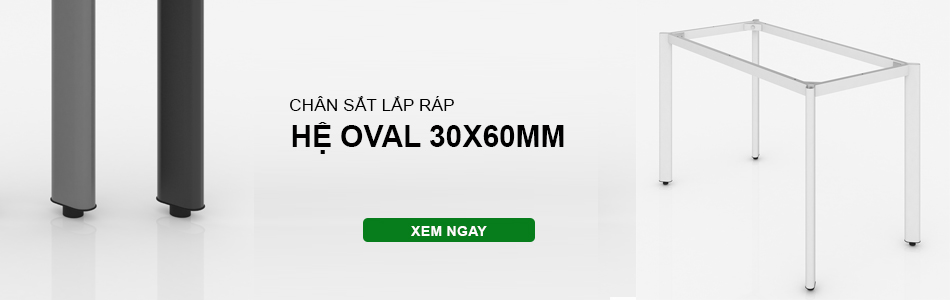 CHÂN SẮT LẮP RÁP
HỆ OVAL 30X60MM
XEM NGAY